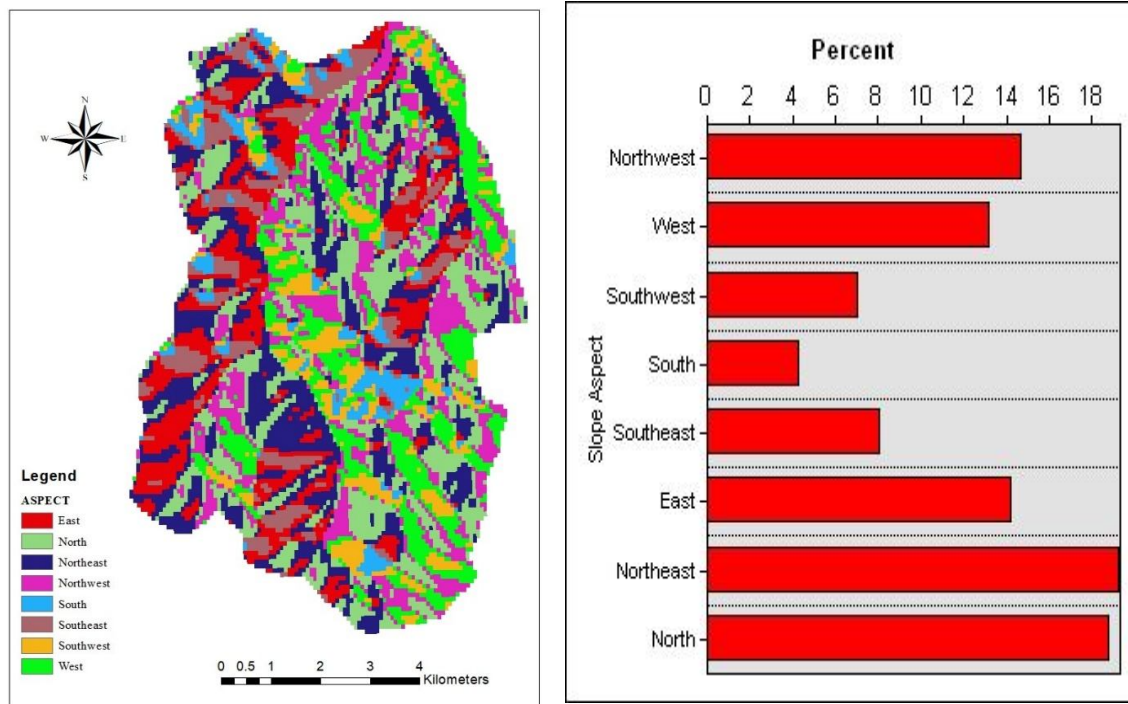 N
W E
S
Legend
ASPECT
East
North
Northeast
Northwest
South
Southeast
Southwest
West
0 0.5 1 2 3 4
Kilometers
Percent
0 2 4 6 8 10 12 14 16 18
Slope Aspect
Northwest
West
Southwest
South
Southeast
East
Northeast
North